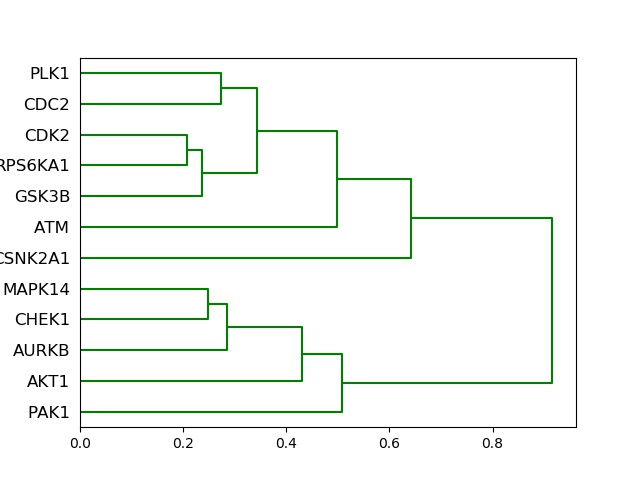 PLK1
CDC2
CDK2
RPS6KA1
GSK3B
ATM
CSNK2A1
MAPK14
CHEK1
AURKB
AKT1
PAK1
0.0 0.2 0.4 0.6 0.8